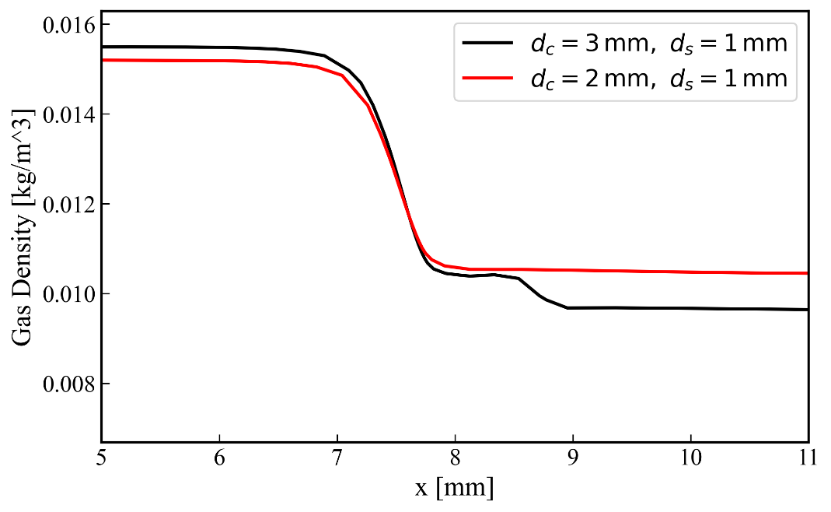 0.016
0.014
0.012
0.010
0.008
Gas Density [kg/m^3]
d_c = 3 mm, d_s = 1 mm
d_c = 2 mm, d_s = 1 mm
5 6 7 8 9 10 11
x [mm]